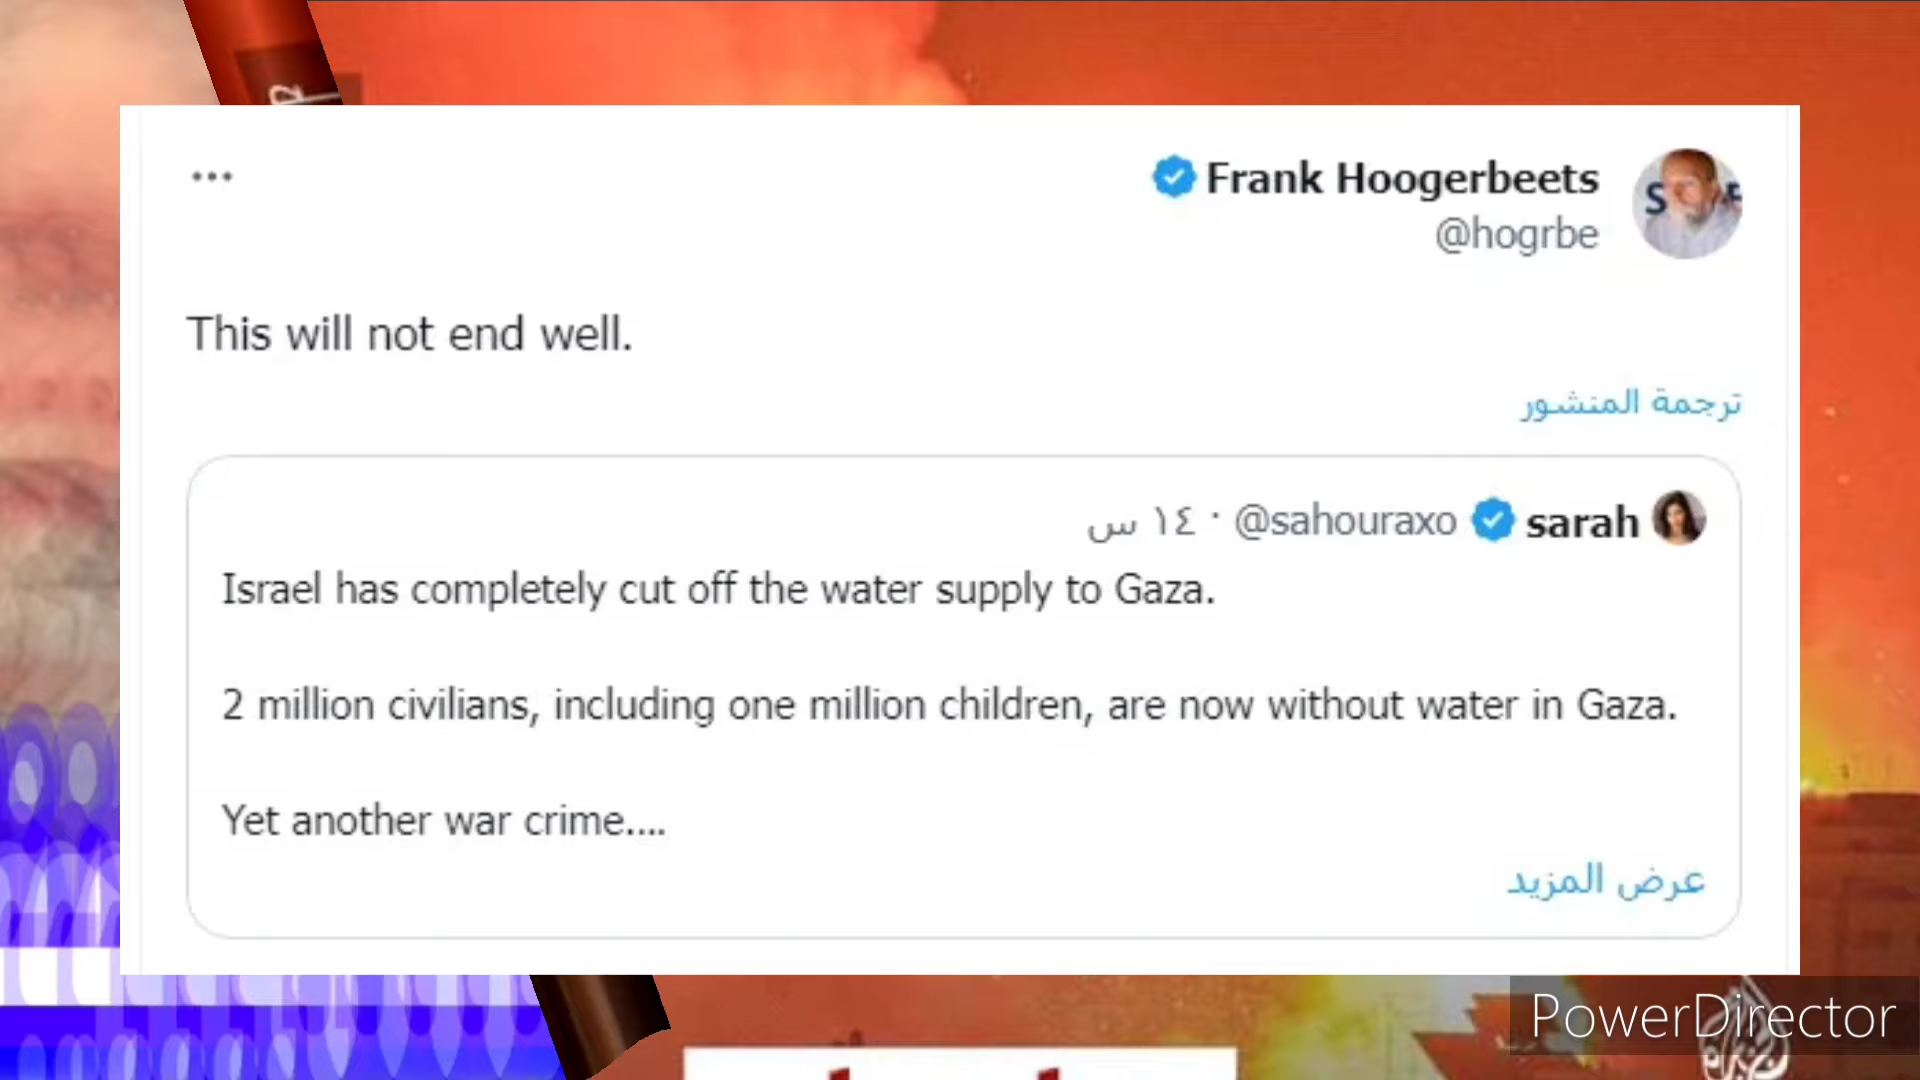 Frank Hoogerbeets
@hogrbe
This will not end well.
ترجمة المنشور
sarah @sahouraxo · ١٤ س
Israel has completely cut off the water supply to Gaza.
2 million civilians, including one million children, are now without water in Gaza.
Yet another war crime....
عرض المزيد
PowerDirector